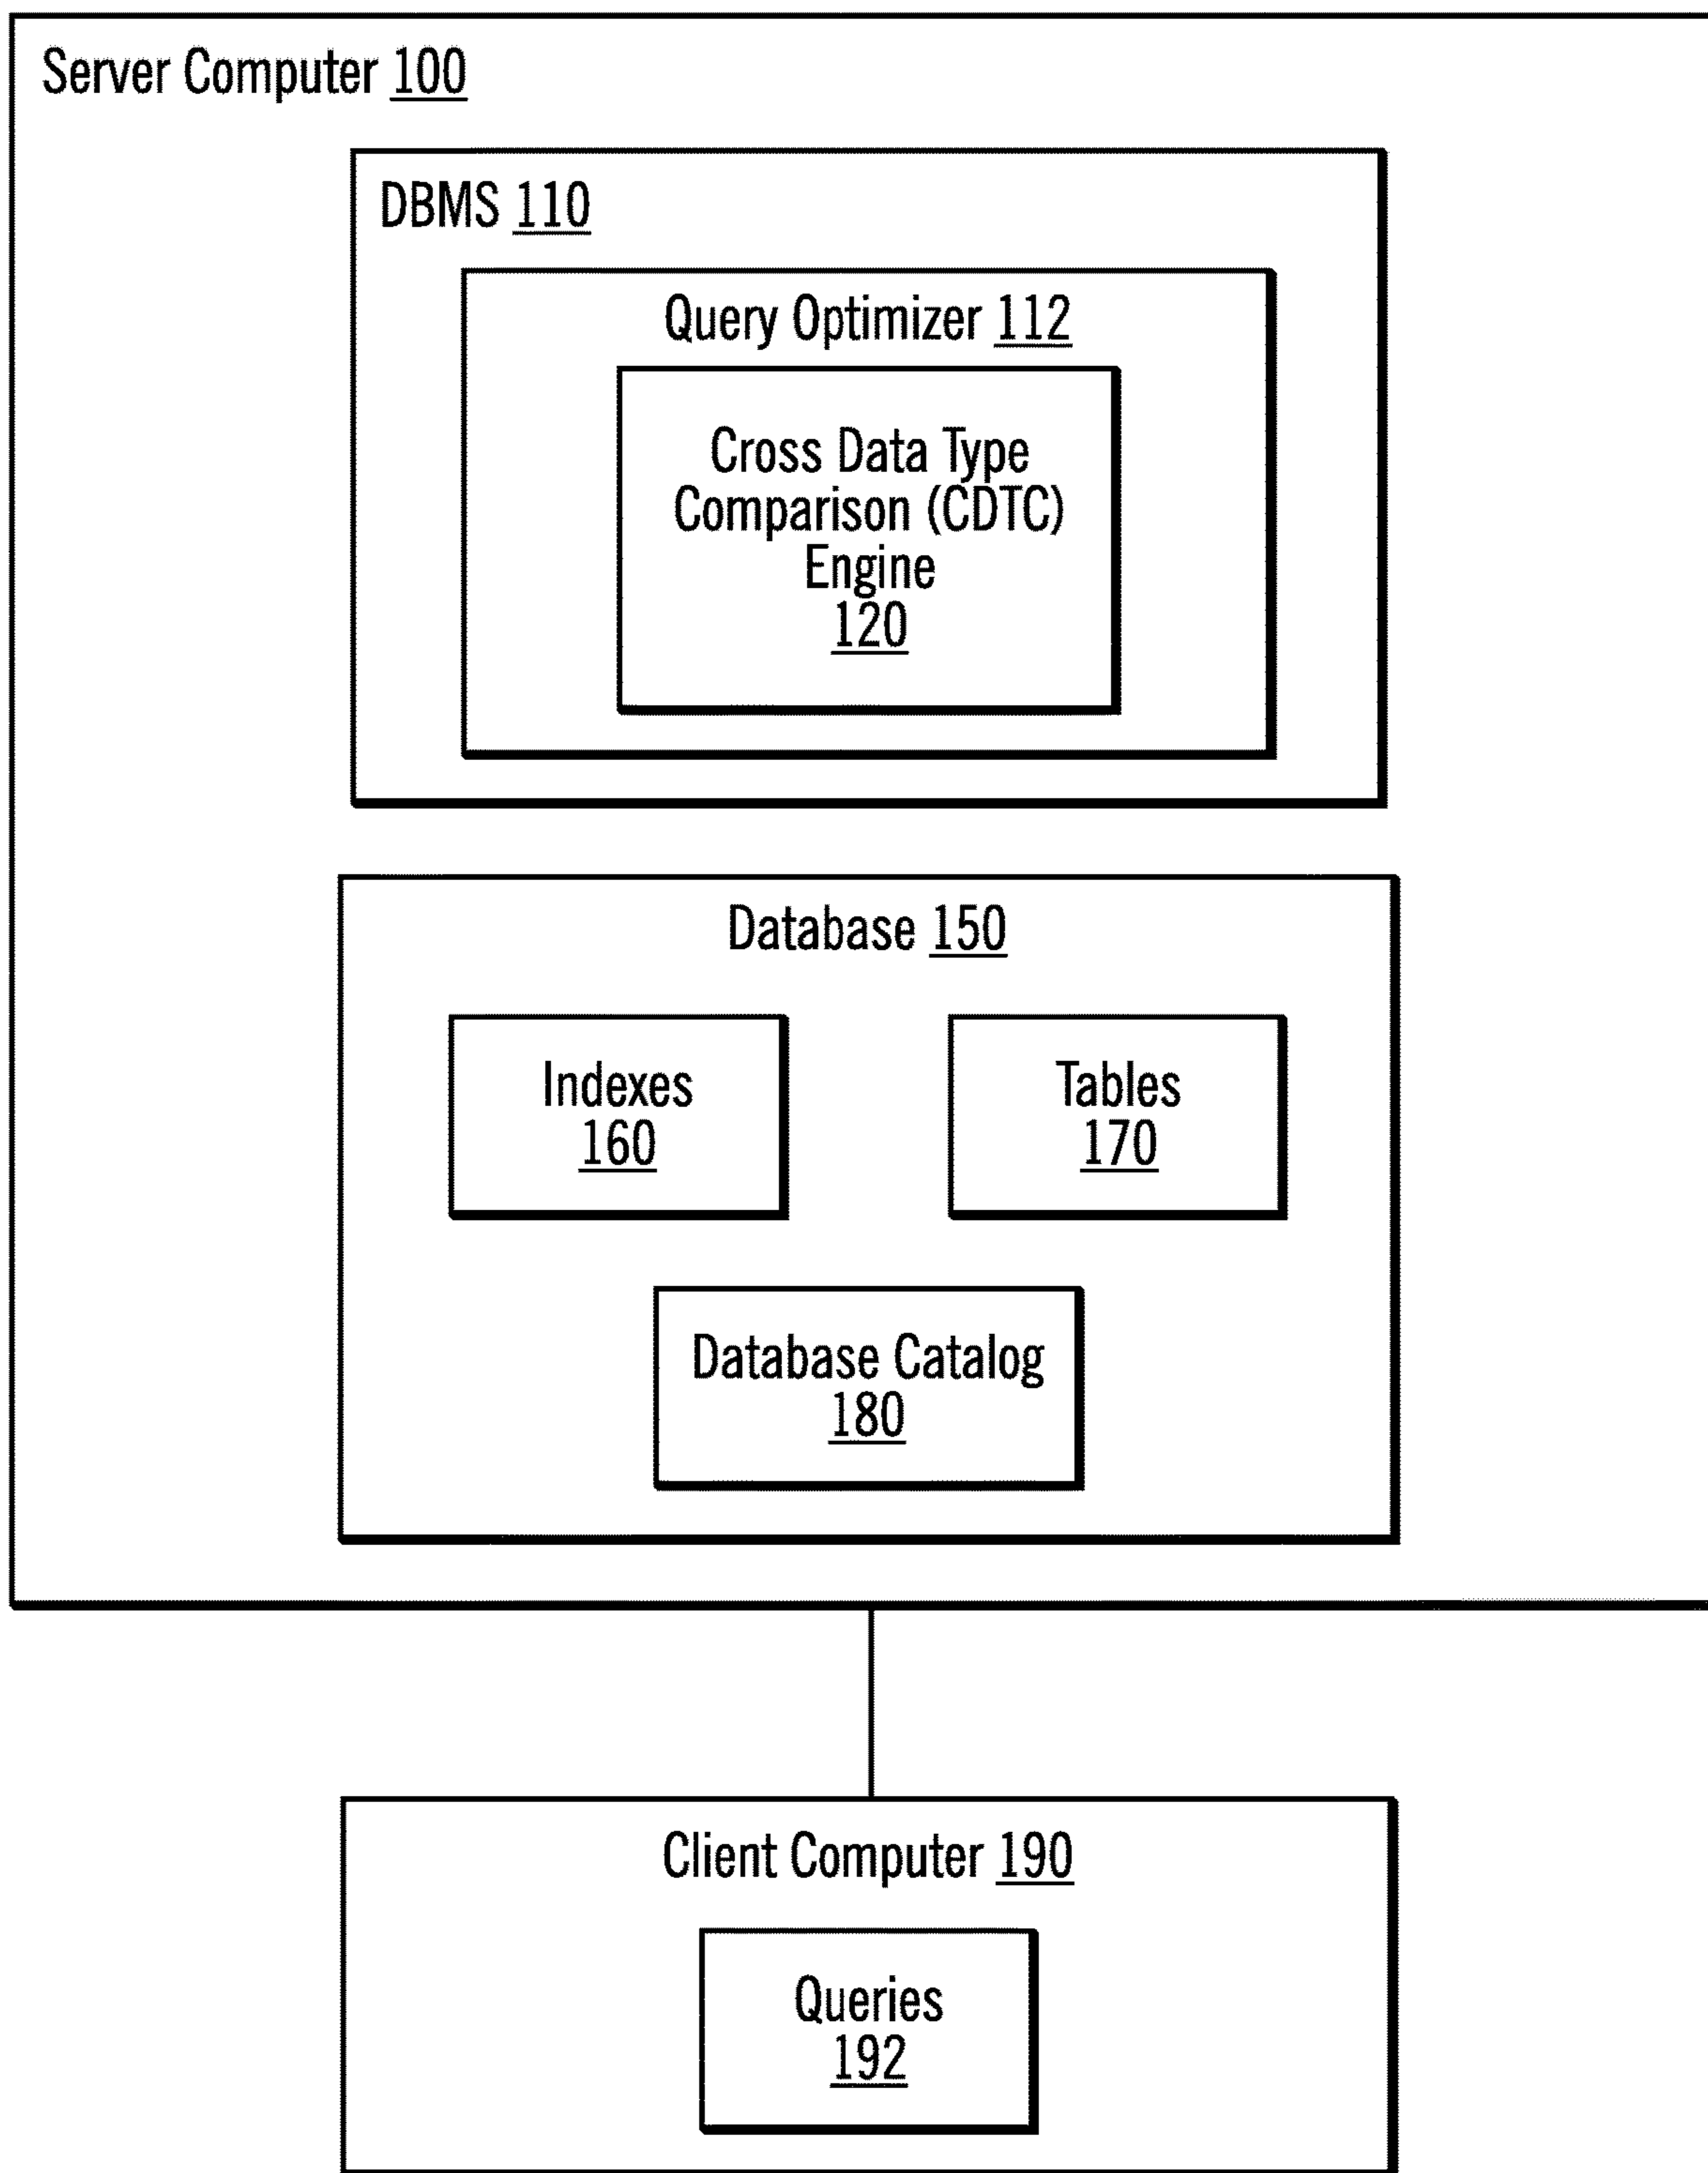 Server Computer 100
DBMS 110
Query Optimizer 112
Cross Data Type
Comparison (CDTC)
Engine
120
Database 150
Indexes
160
Tables
170
Database Catalog
180
Client Computer 190
Queries
192